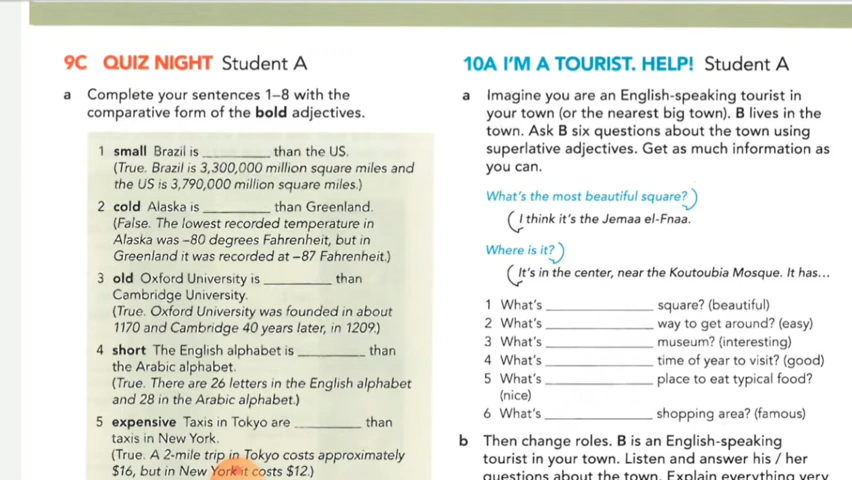 9C QUIZ NIGHT Student A
a Complete your sentences 1–8 with the
comparative form of the bold adjectives.
1 small Brazil is ________ than the US.
(True. Brazil is 3,300,000 million square miles and
the US is 3,790,000 million square miles.)
2 cold Alaska is ________ than Greenland.
(False. The lowest recorded temperature in
Alaska was –80 degrees Fahrenheit, but in
Greenland it was recorded at –87 Fahrenheit.)
3 old Oxford University is ________ than
Cambridge University.
(True. Oxford University was founded in about
1170 and Cambridge 40 years later, in 1209.)
4 short The English alphabet is ________ than
the Arabic alphabet.
(True. There are 26 letters in the English alphabet
and 28 in the Arabic alphabet.)
5 expensive Taxis in Tokyo are ________ than
taxis in New York.
(True. A 2-mile trip in Tokyo costs approximately
$16, but in New York it costs $12.)
10A I'M A TOURIST. HELP! Student A
a Imagine you are an English-speaking tourist in
your town (or the nearest big town). B lives in the
town. Ask B six questions about the town using
superlative adjectives. Get as much information as
you can.
What's the most beautiful square?
I think it's the Jemaa el-Fnaa.
Where is it?
It's in the center, near the Koutoubia Mosque. It has…
1 What's ________ square? (beautiful)
2 What's ________ way to get around? (easy)
3 What's ________ museum? (interesting)
4 What's ________ time of year to visit? (good)
5 What's ________ place to eat typical food?
(nice)
6 What's ________ shopping area? (famous)
b Then change roles. B is an English-speaking
tourist in your town. Listen and answer his / her
questions about the town. Explain everything very